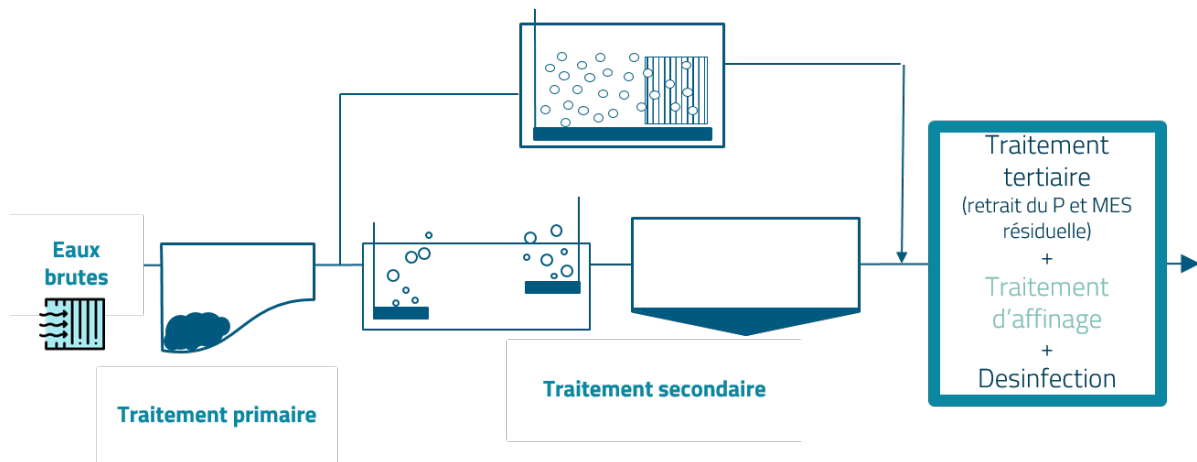 Eaux
brutes
Traitement primaire
Traitement secondaire
Traitement
tertiaire
(retrait du P et MES
résiduelle)
+
Traitement
d'affinage
+
Desinfection